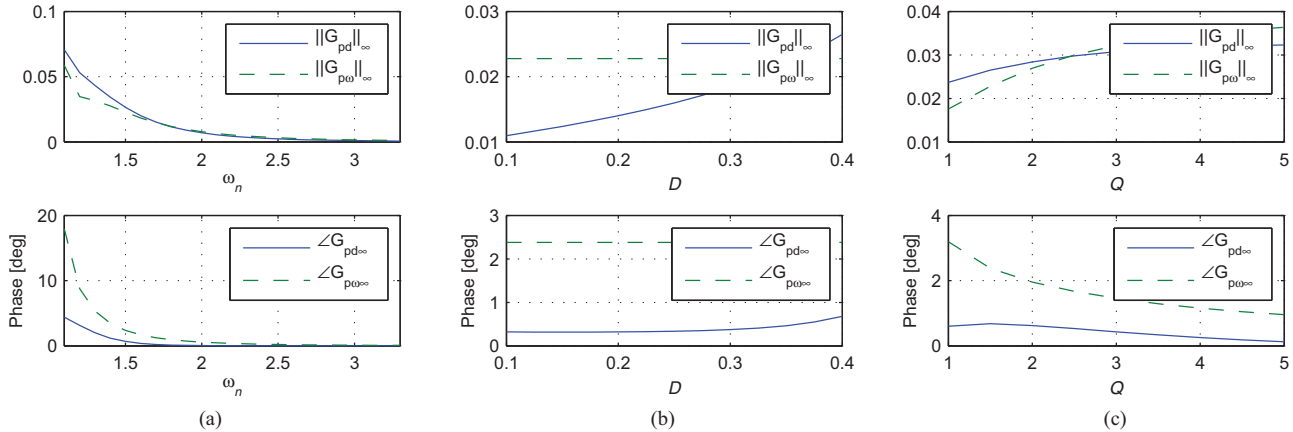 0.1
0.05
0
1.5
2
2.5
3
ω_n
||G_pd||_∞
||G_pω||_∞
0.03
0.02
0.01
0.1
0.2
0.3
0.4
D
||G_pd||_∞
||G_pω||_∞
0.04
0.03
0.02
0.01
1
2
3
4
5
Q
||G_pd||_∞
||G_pω||_∞
Phase [deg]
20
10
0
1.5
2
2.5
3
ω_n
∠G_pd∞
∠G_pω∞
(a)
Phase [deg]
3
2
1
0
0.1
0.2
0.3
0.4
D
∠G_pd∞
∠G_pω∞
(b)
Phase [deg]
4
2
0
1
2
3
4
5
Q
∠G_pd∞
∠G_pω∞
(c)